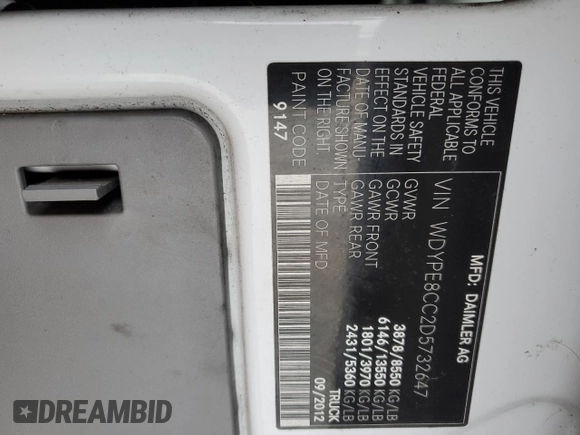 MFD: DAIMLER AG
VIN WDYPE8CC2D5732647
GVWR 3878/8550 KG/LB
GCWR 6146/13550 KG/LB
GAWR FRONT 1801/3970 KG/LB
GAWR REAR 2431/5360 KG/LB
TYPE TRUCK
DATE OF MFD 09/2012
THIS VEHICLE
CONFORMS TO
ALL APPLICABLE
FEDERAL
VEHICLE SAFETY
STANDARDS IN
EFFECT ON THE
DATE OF MANU-
FACTURE SHOWN
ON THE RIGHT
PAINT CODE
9147
DREAMBID